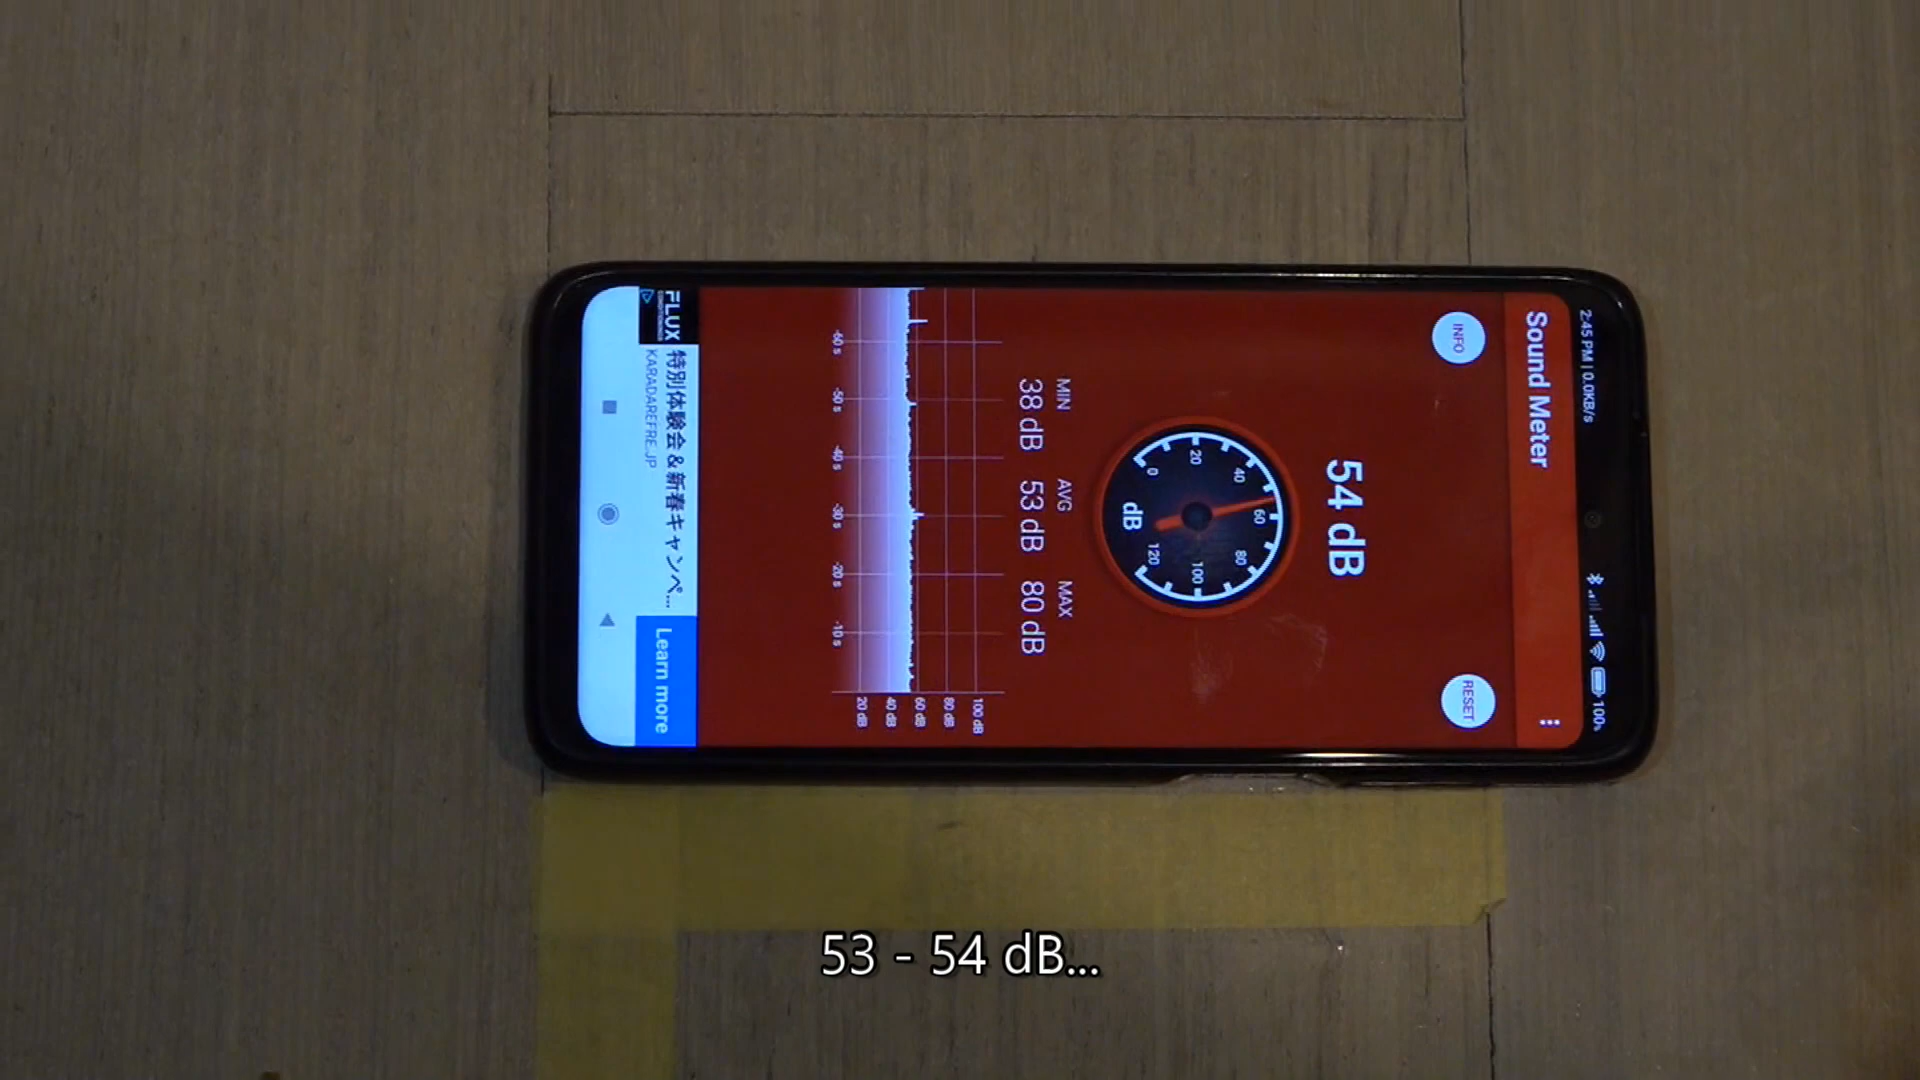 2:45 PM | 0.0KB/s
100
Sound Meter
INFO
RESET
54 dB
0
20
40
60
80
100
120
dB
MIN AVG MAX
38 dB 53 dB 80 dB
100 dB
80 dB
60 dB
40 dB
20 dB
-60 s
-50 s
-40 s
-30 s
-20 s
-10 s
FLUX
特別体験会&新春キャンペ...
KARADAREFRE.JP
Learn more
53 - 54 dB...